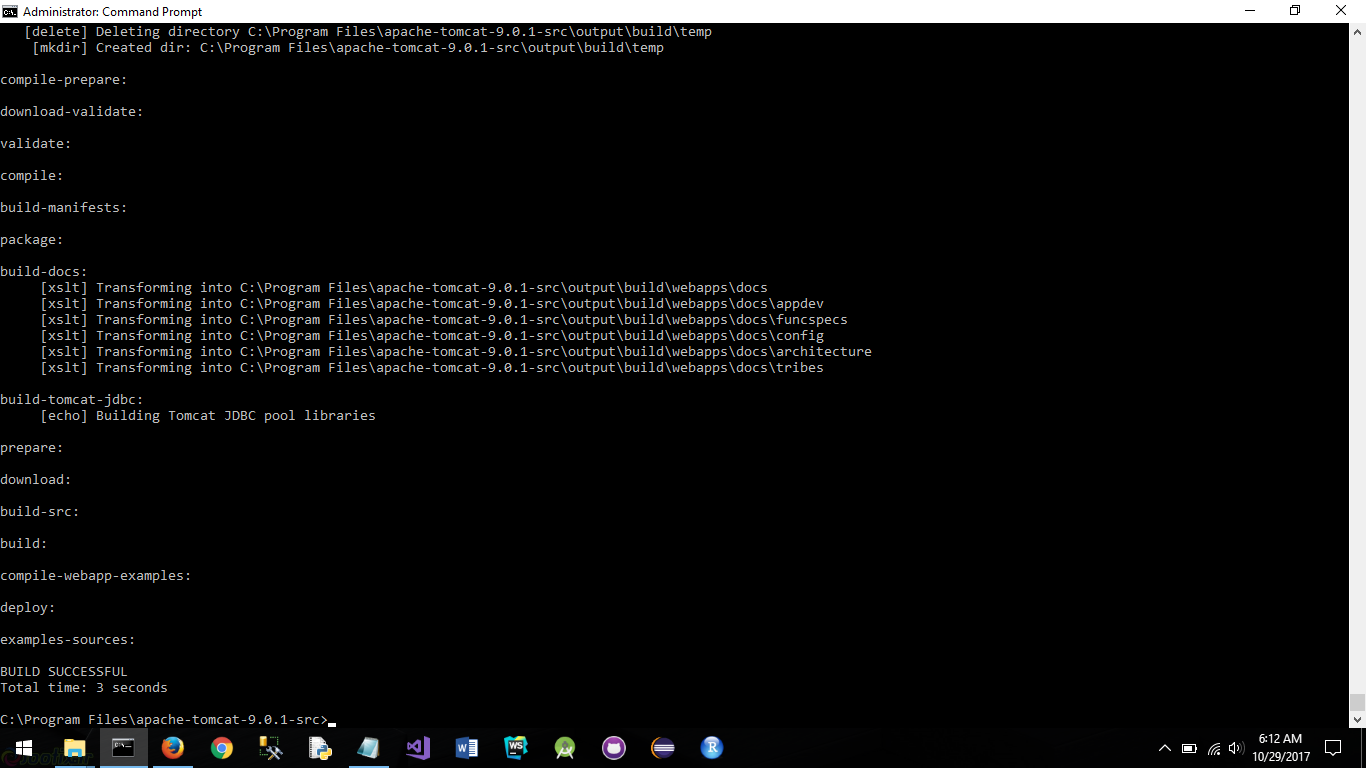 Administrator: Command Prompt
[delete] Deleting directory C:\Program Files\apache-tomcat-9.0.1-src\output\build\temp
[mkdir] Created dir: C:\Program Files\apache-tomcat-9.0.1-src\output\build\temp
compile-prepare:
download-validate:
validate:
compile:
build-manifests:
package:
build-docs:
[xslt] Transforming into C:\Program Files\apache-tomcat-9.0.1-src\output\build\webapps\docs
[xslt] Transforming into C:\Program Files\apache-tomcat-9.0.1-src\output\build\webapps\docs\appdev
[xslt] Transforming into C:\Program Files\apache-tomcat-9.0.1-src\output\build\webapps\docs\funcspecs
[xslt] Transforming into C:\Program Files\apache-tomcat-9.0.1-src\output\build\webapps\docs\config
[xslt] Transforming into C:\Program Files\apache-tomcat-9.0.1-src\output\build\webapps\docs\architecture
[xslt] Transforming into C:\Program Files\apache-tomcat-9.0.1-src\output\build\webapps\docs\tribes
build-tomcat-jdbc:
[echo] Building Tomcat JDBC pool libraries
prepare:
download:
build-src:
build:
compile-webapp-examples:
deploy:
examples-sources:
BUILD SUCCESSFUL
Total time: 3 seconds
C:\Program Files\apache-tomcat-9.0.1-src>
WS
R
6:12 AM
10/29/2017